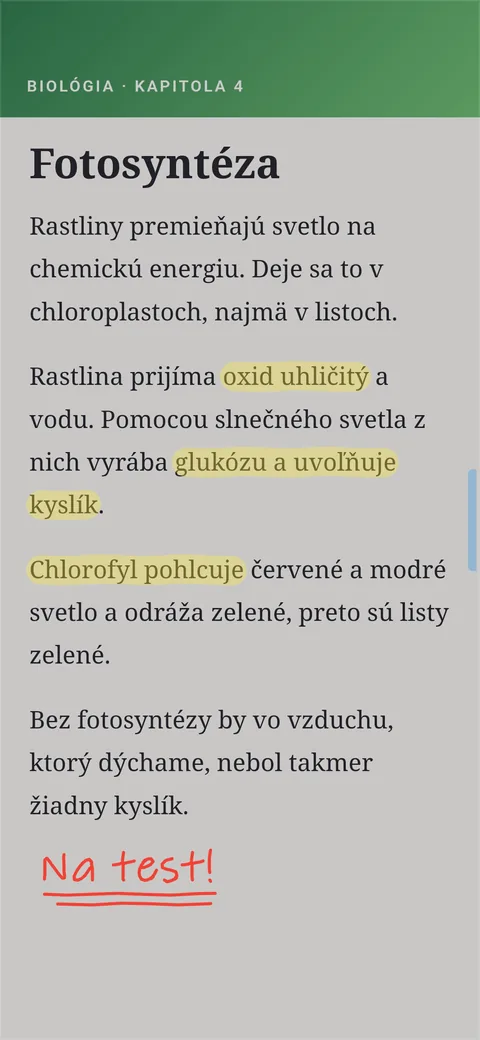 BIOLÓGIA · KAPITOLA 4
Fotosyntéza
Rastliny premieňajú svetlo na
chemickú energiu. Deje sa to v
chloroplastoch, najmä v listoch.
Rastlina prijíma oxid uhličitý a
vodu. Pomocou slnečného svetla z
nich vyrába glukózu a uvoľňuje
kyslík.
Chlorofyl pohlcuje červené a modré
svetlo a odráža zelené, preto sú listy
zelené.
Bez fotosyntézy by vo vzduchu,
ktorý dýchame, nebol takmer
žiadny kyslík.
Na test!